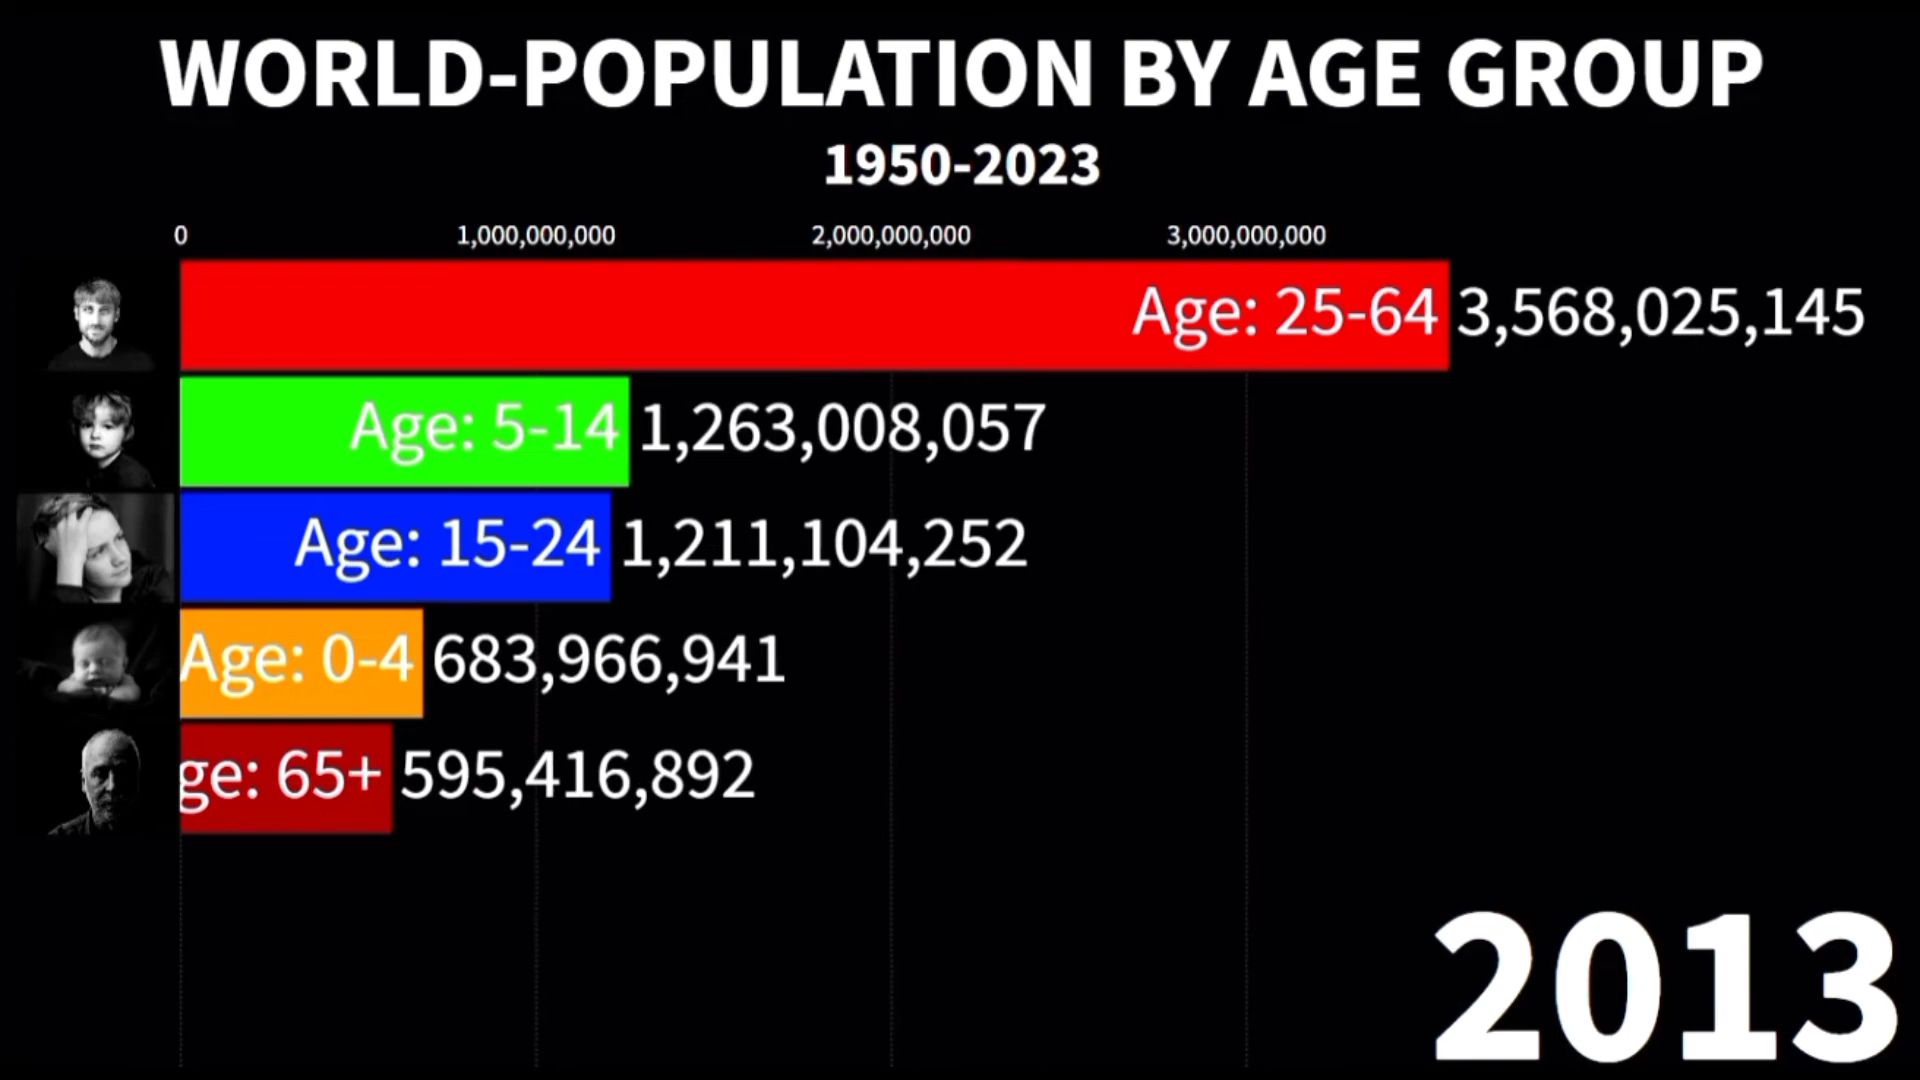 WORLD-POPULATION BY AGE GROUP
1950-2023
0 1,000,000,000 2,000,000,000 3,000,000,000
Age: 25-64 3,568,025,145
Age: 5-14 1,263,008,057
Age: 15-24 1,211,104,252
Age: 0-4 683,966,941
ge: 65+ 595,416,892
2013